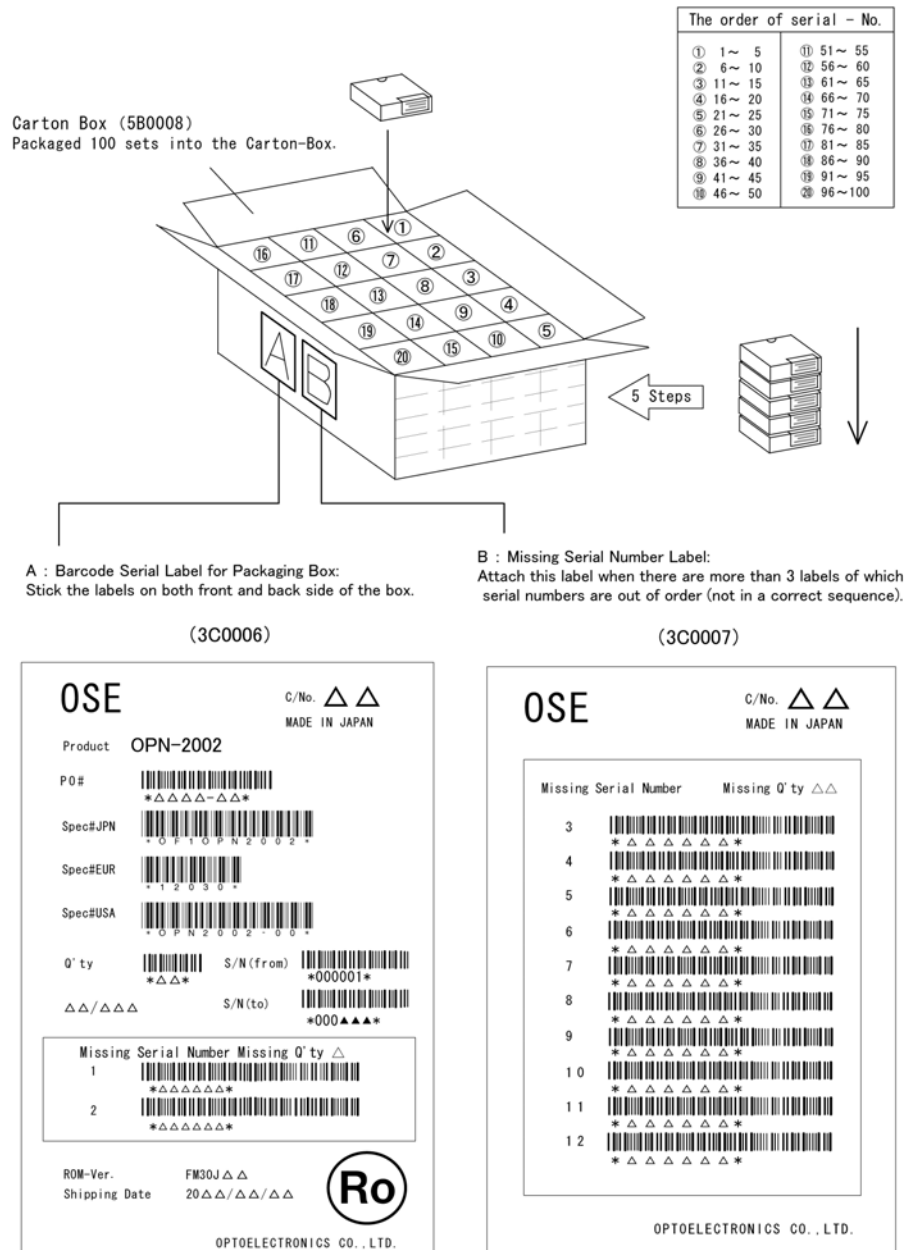 The order of serial - No.
① 1~ 5 ⑪ 51~ 55
② 6~ 10 ⑫ 56~ 60
③ 11~ 15 ⑬ 61~ 65
④ 16~ 20 ⑭ 66~ 70
⑤ 21~ 25 ⑮ 71~ 75
⑥ 26~ 30 ⑯ 76~ 80
⑦ 31~ 35 ⑰ 81~ 85
⑧ 36~ 40 ⑱ 86~ 90
⑨ 41~ 45 ⑲ 91~ 95
⑩ 46~ 50 ⑳ 96~100
Carton Box (5B0008)
Packaged 100 sets into the Carton-Box.
⑯ ⑪ ⑥ ①
⑰ ⑫ ⑦ ②
⑱ ⑬ ⑧ ③
⑲ ⑭ ⑨ ④
⑳ ⑮ ⑩ ⑤
A B
5 Steps
A : Barcode Serial Label for Packaging Box:
Stick the labels on both front and back side of the box.
(3C0006)
OSE
C/No. △ △
MADE IN JAPAN
Product OPN-2002
PO#
*△△△△-△△*
Spec#JPN
*OF1OPN2002*
Spec#EUR
*12030*
Spec#USA
*OPN2002-00*
Q'ty
*△△*
S/N(from)
*000001*
△△/△△△
S/N(to)
*000▲▲▲*
Missing Serial Number Missing Q'ty △
1
*△△△△△△*
2
*△△△△△△*
ROM-Ver. FM30J△△
Shipping Date 20△△/△△/△△
Ro
OPTOELECTRONICS CO.,LTD.
B : Missing Serial Number Label:
Attach this label when there are more than 3 labels of which
serial numbers are out of order (not in a correct sequence).
(3C0007)
OSE
C/No. △ △
MADE IN JAPAN
Missing Serial Number Missing Q'ty △△
3
* △ △ △ △ △ △ *
4
* △ △ △ △ △ △ *
5
* △ △ △ △ △ △ *
6
* △ △ △ △ △ △ *
7
* △ △ △ △ △ △ *
8
* △ △ △ △ △ △ *
9
* △ △ △ △ △ △ *
10
* △ △ △ △ △ △ *
11
* △ △ △ △ △ △ *
12
* △ △ △ △ △ △ *
OPTOELECTRONICS CO.,LTD.